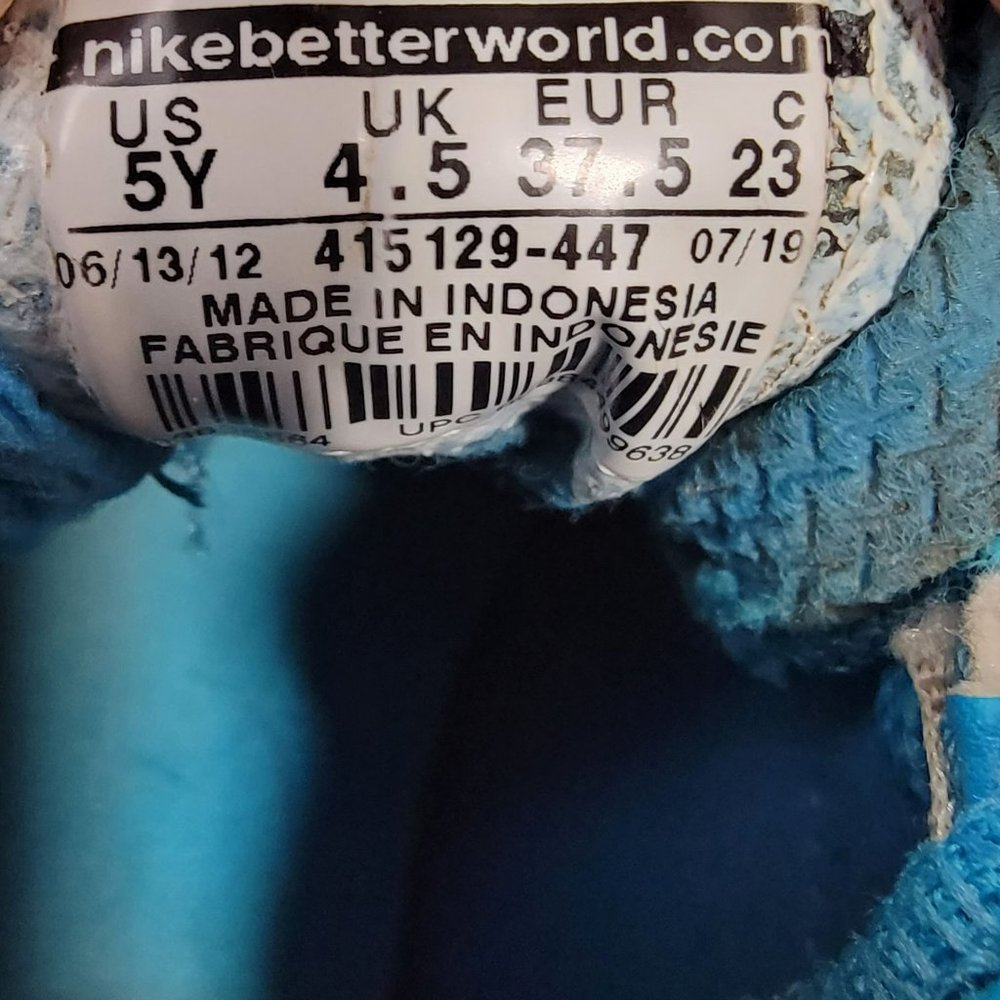 nikebetterworld.com
US UK EUR C
5Y 4.5 37.5 23
06/13/12 415129-447 07/19
MADE IN INDONESIA
FABRIQUE EN INDONESIE